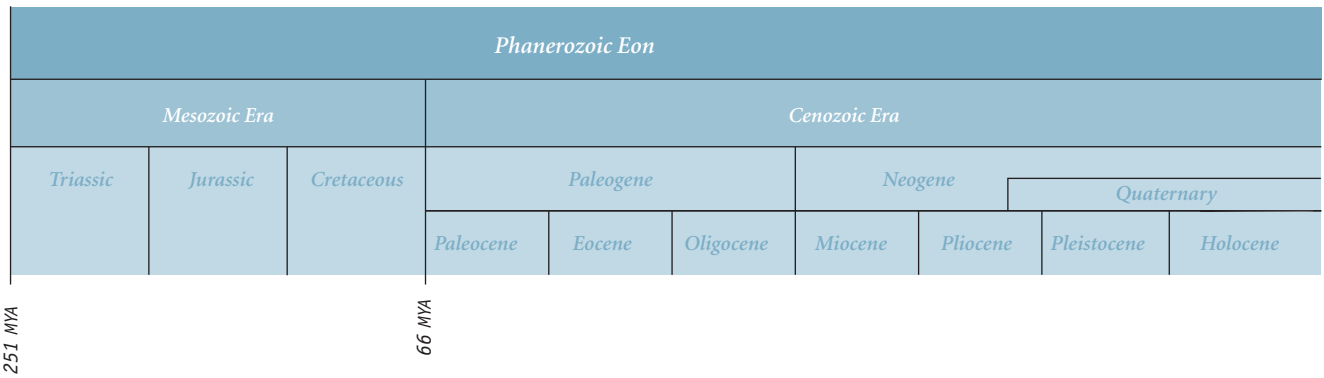 Phanerozoic Eon
Mesozoic Era
Cenozoic Era
Triassic
Jurassic
Cretaceous
Paleogene
Neogene
Quaternary
Paleocene
Eocene
Oligocene
Miocene
Pliocene
Pleistocene
Holocene
251 MYA
66 MYA